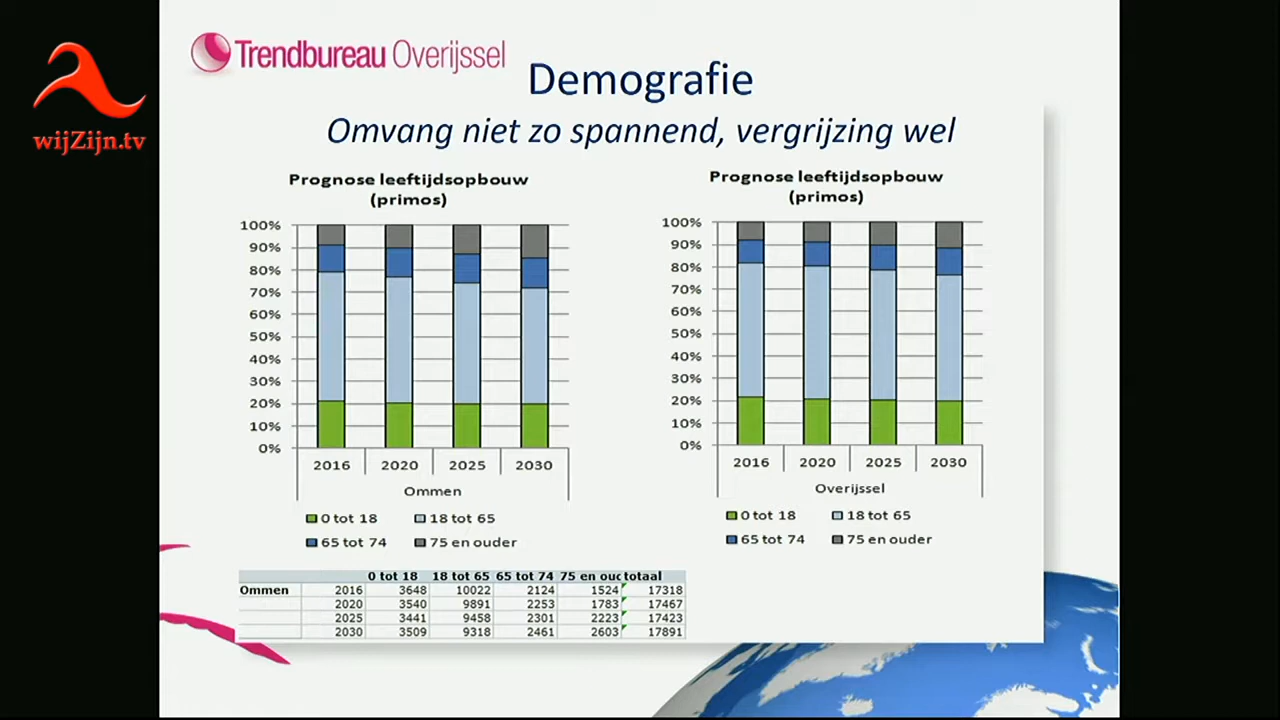 wijZijn.tv
Trendbureau Overijssel
Demografie
Omvang niet zo spannend, vergrijzing wel
Prognose leeftijdsopbouw
(primos)
100%
90%
80%
70%
60%
50%
40%
30%
20%
10%
0%
2016 2020 2025 2030
Ommen
0 tot 18 18 tot 65
65 tot 74 75 en ouder
Prognose leeftijdsopbouw
(primos)
100%
90%
80%
70%
60%
50%
40%
30%
20%
10%
0%
2016 2020 2025 2030
Overijssel
0 tot 18 18 tot 65
65 tot 74 75 en ouder
0 tot 18 18 tot 65 65 tot 74 75 en ouc totaal
Ommen 2016 3648 10022 2124 1524 17318
2020 3540 9891 2253 1783 17467
2025 3441 9458 2301 2223 17423
2030 3509 9318 2461 2603 17891